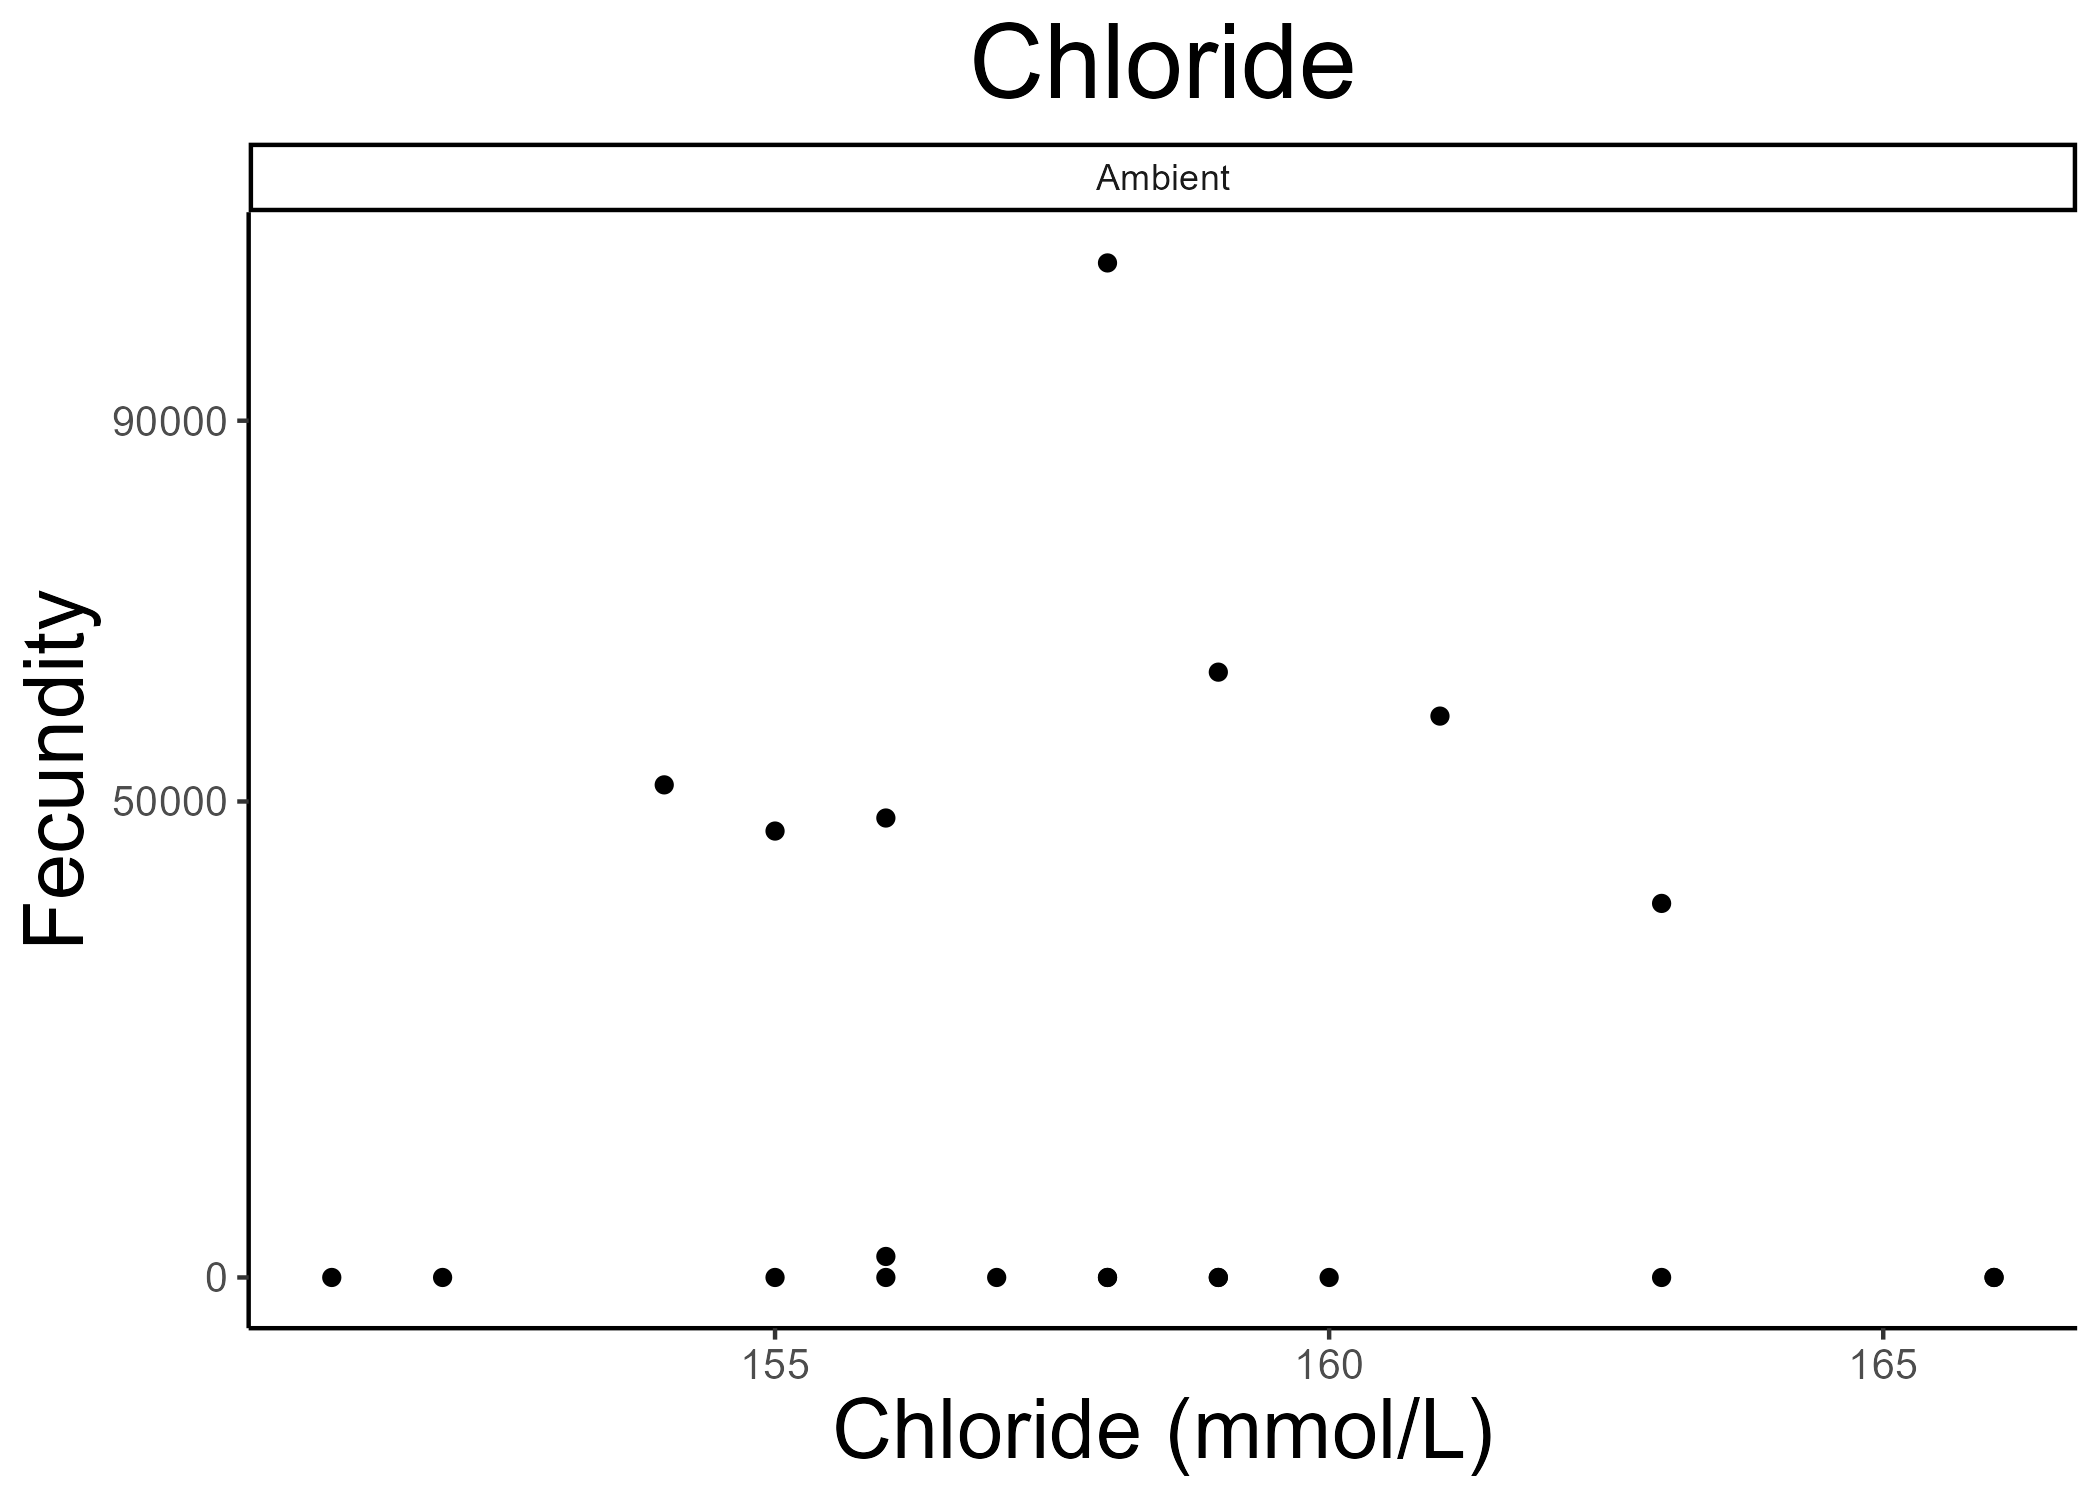 Chloride
Ambient
Fecundity
90000
50000
0
155 160 165
Chloride (mmol/L)